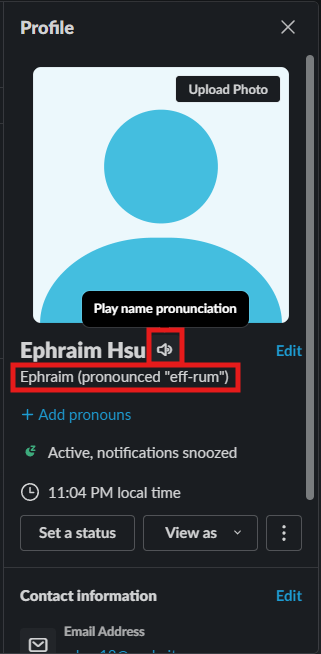 Profile
Upload Photo
Play name pronunciation
Ephraim Hsu
Edit
Ephraim (pronounced "eff-rum")
+ Add pronouns
Active, notifications snoozed
11:04 PM local time
Set a status
View as
Contact information
Edit
Email Address